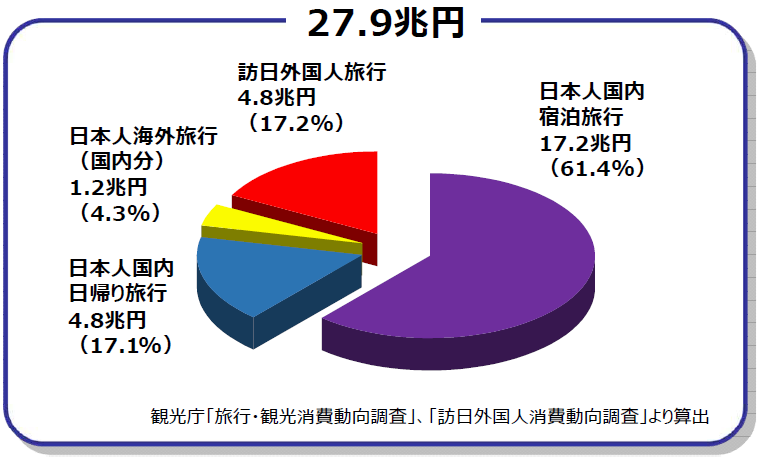 27.9兆円
訪日外国人旅行
4.8兆円
（17.2%）
日本人国内
宿泊旅行
17.2兆円
（61.4%）
日本人海外旅行
（国内分）
1.2兆円
（4.3%）
日本人国内
日帰り旅行
4.8兆円
（17.1%）
観光庁「旅行・観光消費動向調査」、「訪日外国人消費動向調査」より算出